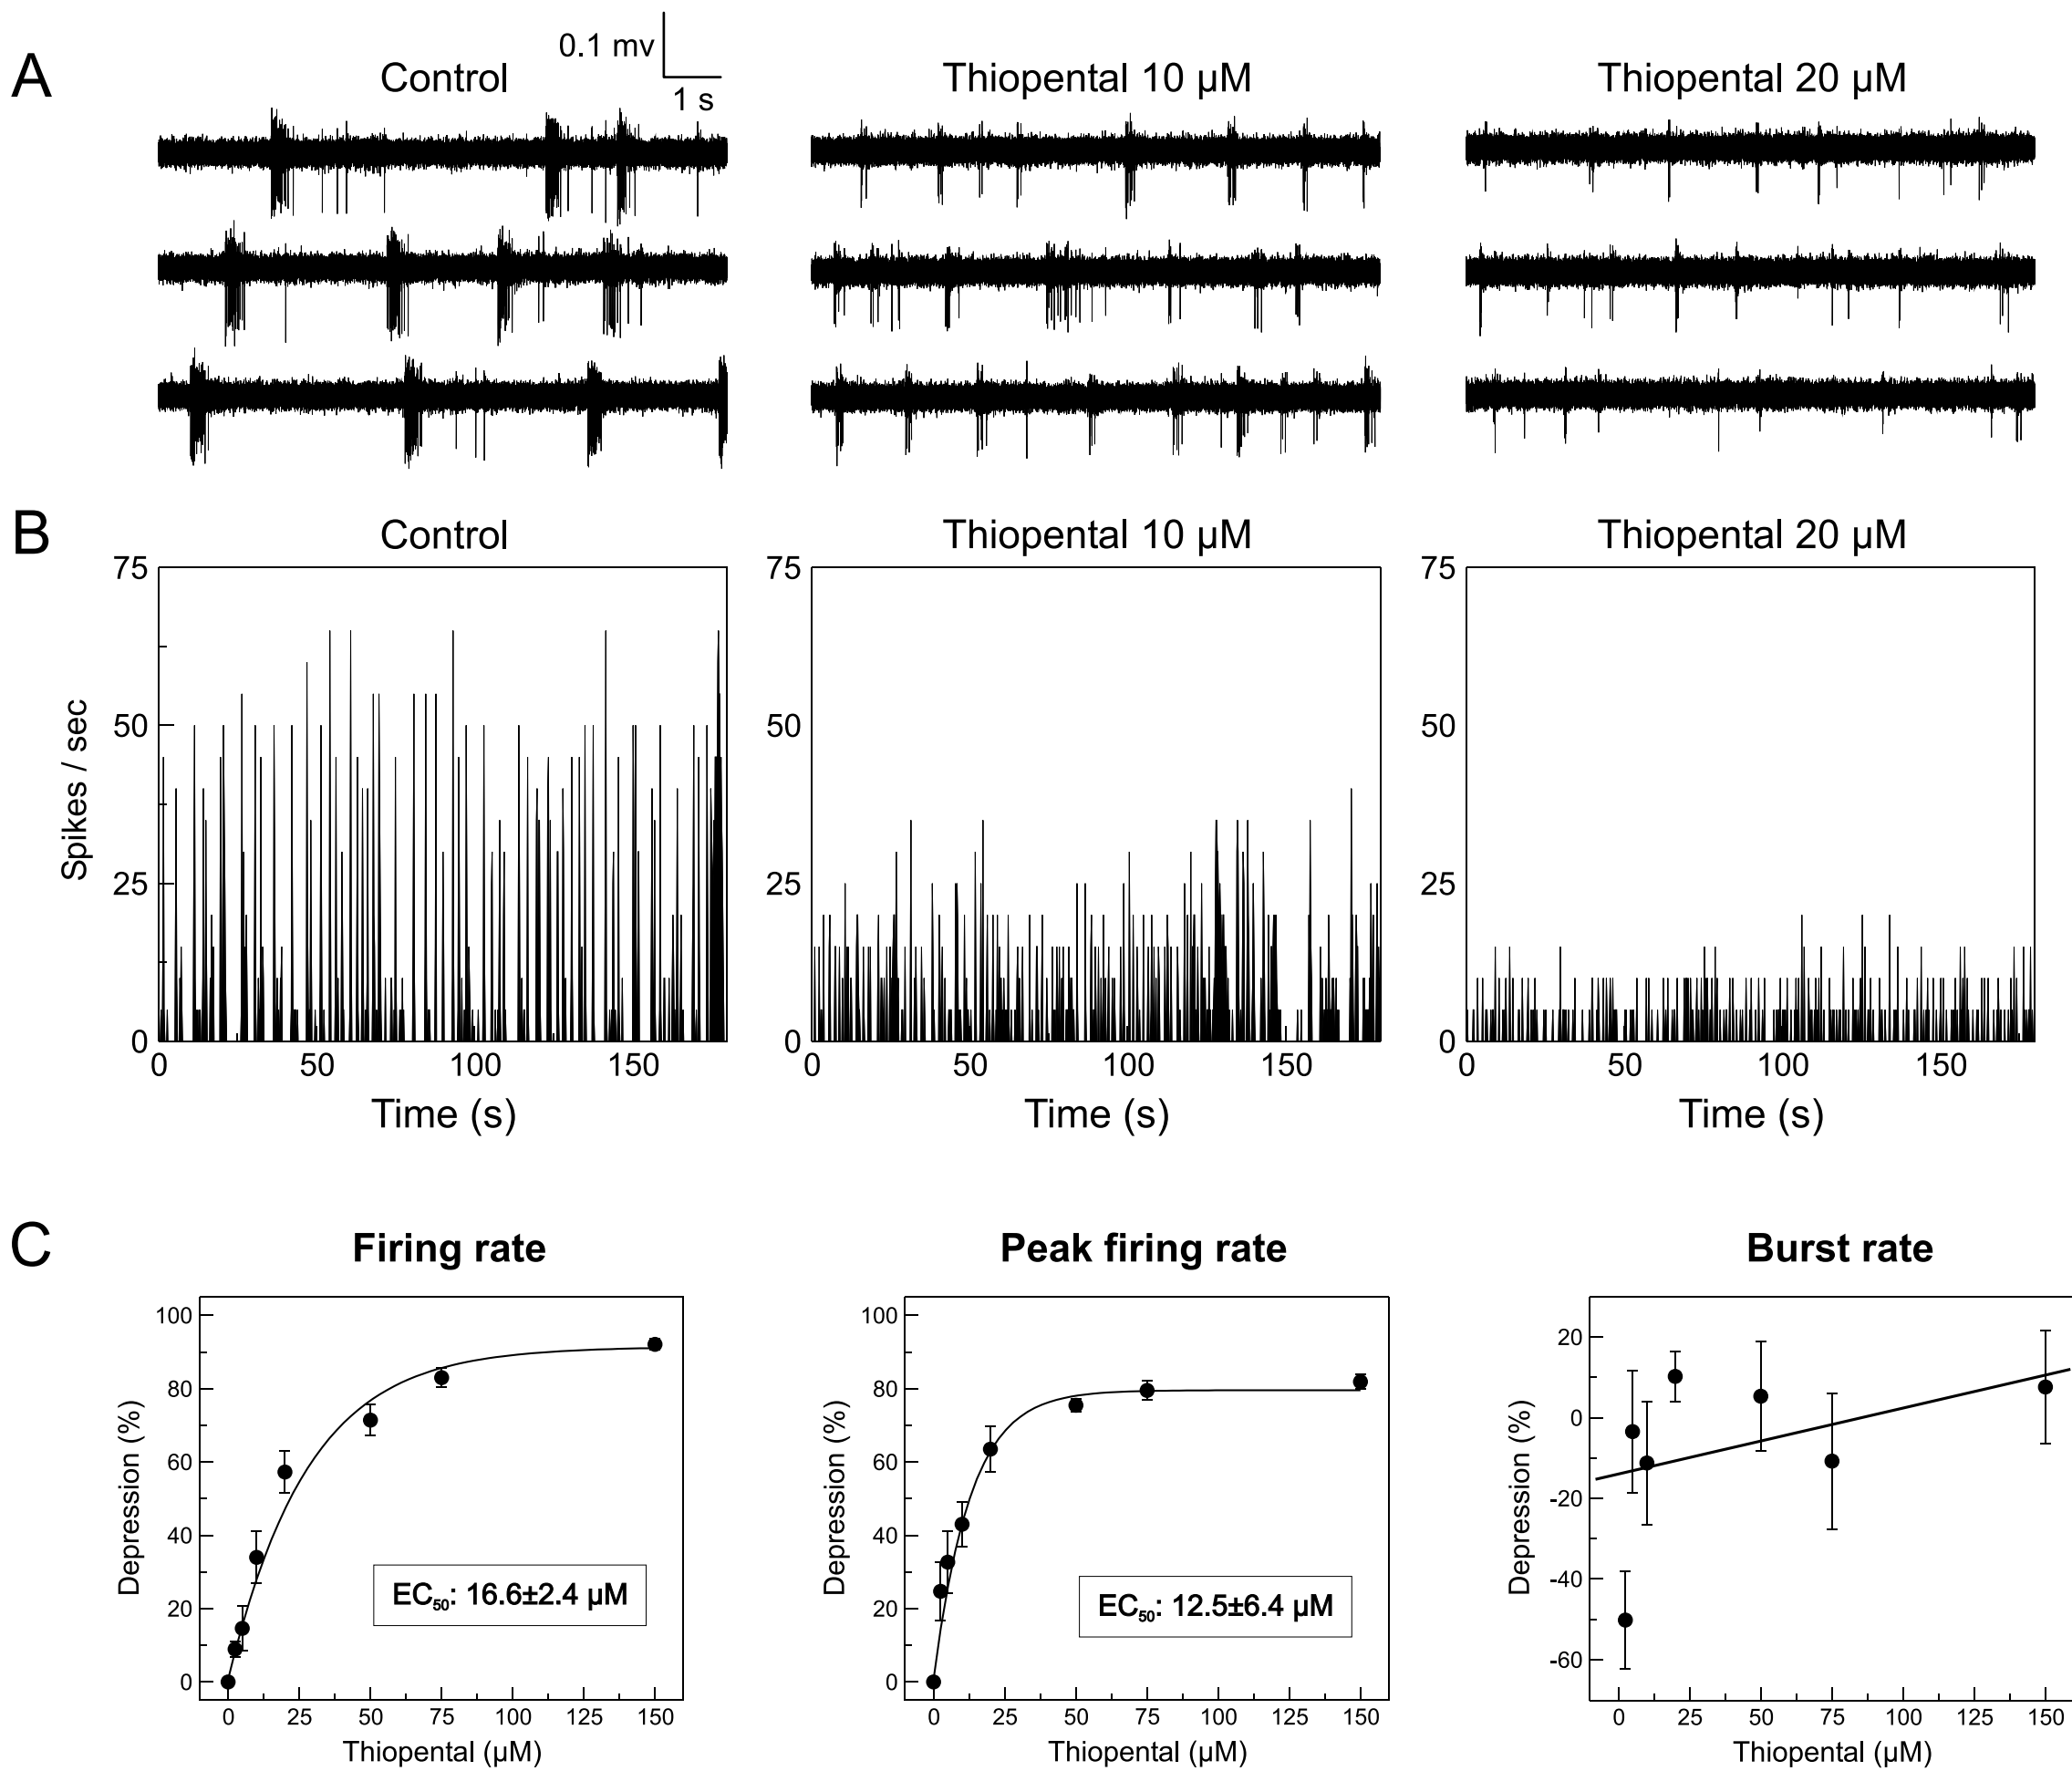 A
0.1 mv
1 s
Control
Thiopental 10 µM
Thiopental 20 µM
B
Control
Thiopental 10 µM
Thiopental 20 µM
Spikes / sec
75
50
25
0
0 50 100 150
Time (s)
75
50
25
0
0 50 100 150
Time (s)
75
50
25
0
0 50 100 150
Time (s)
C
Firing rate
Depression (%)
100
80
60
40
20
0
EC50: 16.6±2.4 µM
0 25 50 75 100 125 150
Thiopental (µM)
Peak firing rate
Depression (%)
100
80
60
40
20
0
EC50: 12.5±6.4 µM
0 25 50 75 100 125 150
Thiopental (µM)
Burst rate
Depression (%)
20
0
-20
-40
-60
0 25 50 75 100 125 150
Thiopental (µM)